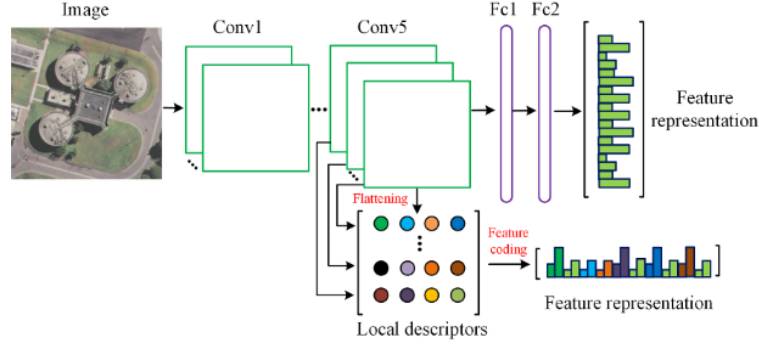 Image
Conv1
Conv5
Fc1
Fc2
Feature
representation
Flattening
Feature
coding
Local descriptors
Feature representation